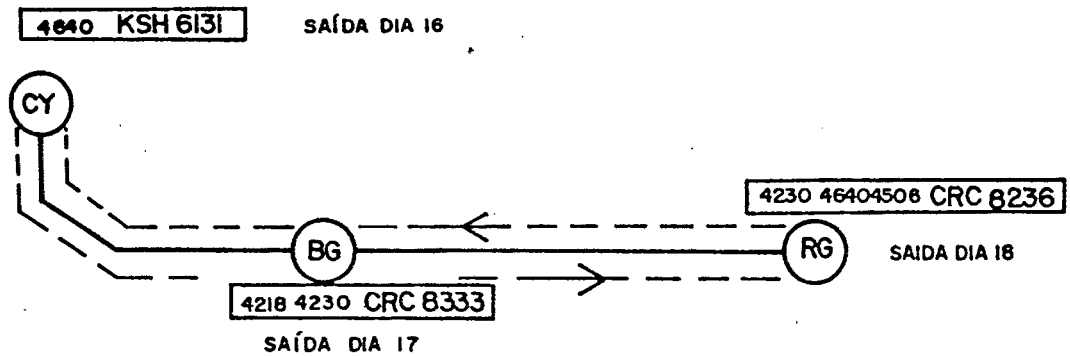 4640 KSH 6131 SAÍDA DIA 16
CY
4230 46404508 CRC 8236
BG
RG SAIDA DIA 18
4218 4230 CRC 8333
SAÍDA DIA 17